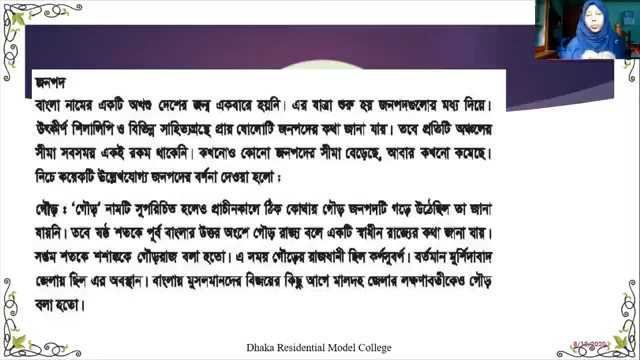 জনপদ
বাংলা নামের একটি অখণ্ড দেশের জন্ম একবারে হয়নি। এর যাত্রা শুরু হয় জনপদগুলোর মধ্য দিয়ে।
উৎকীর্ণ শিলালিপি ও বিভিন্ন সাহিত্যগ্রন্থে প্রায় ষোলোটি জনপদের কথা জানা যায়। তবে প্রতিটি অঞ্চলের
সীমা সবসময় একই রকম থাকেনি। কখনোও কোনো জনপদের সীমা বেড়েছে, আবার কখনো কমেছে।
নিচে কয়েকটি উল্লেখযোগ্য জনপদের বর্ণনা দেওয়া হলো :
গৌড় : ‘গৌড়’ নামটি সুপরিচিত হলেও প্রাচীনকালে ঠিক কোথায় গৌড় জনপদটি গড়ে উঠেছিল তা জানা
যায়নি। তবে ষষ্ঠ শতকে পূর্ব বাংলার উত্তর অংশে গৌড় রাজ্য বলে একটি স্বাধীন রাজ্যের কথা জানা যায়।
সপ্তম শতকে শশাঙ্ককে গৌড়রাজ বলা হতো। এ সময় গৌড়ের রাজধানী ছিল কর্ণসুবর্ণ। বর্তমান মুর্শিদাবাদ
জেলায় ছিল এর অবস্থান। বাংলায় মুসলমানদের বিজয়ের কিছু আগে মালদহ জেলার লক্ষণাবতীকেও গৌড়
বলা হতো।
Dhaka Residential Model College